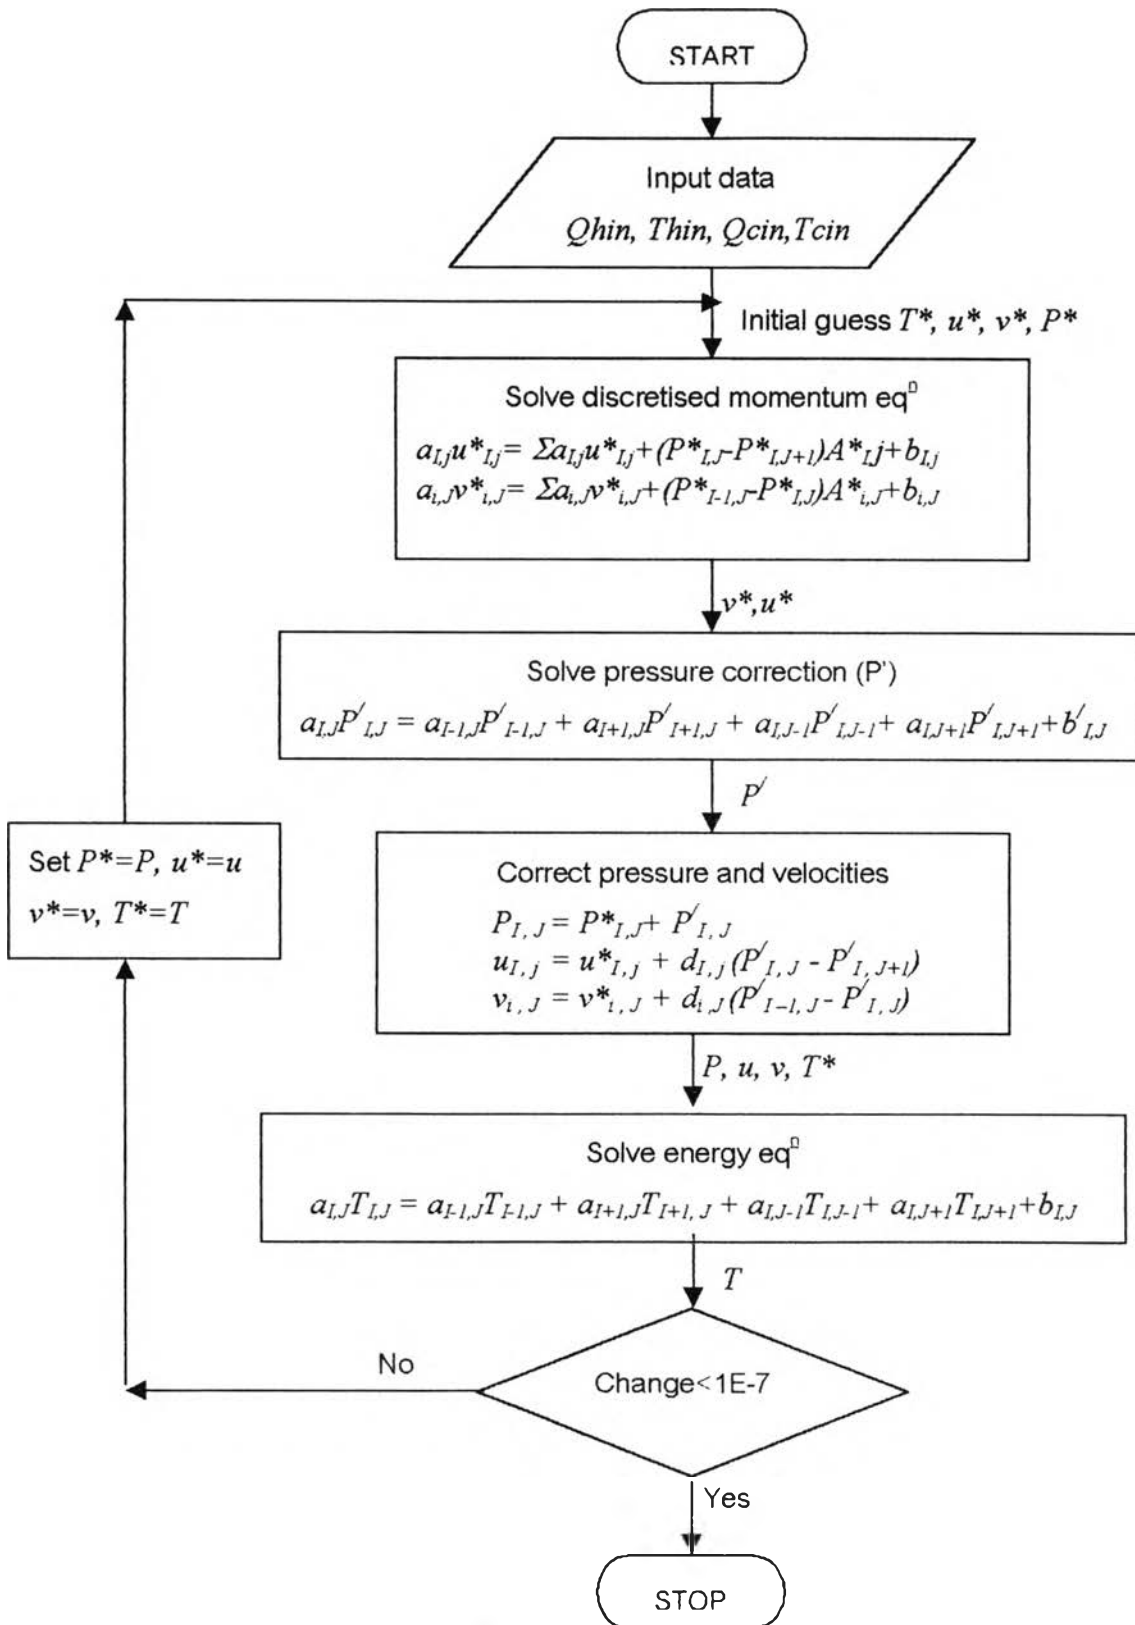 START
Input data
Qhin, Thin, Qcin,Tcin
Initial guess T*, u*, v*, P*
Solve discretised momentum eqⁿ
a_{I,j}u*_{I,j}= Σa_{I,j}u*_{I,j}+(P*_{I,J}-P*_{I,J+1})A*_{I,j}+b_{I,j}
a_{i,J}v*_{i,J}= Σa_{i,J}v*_{i,J}+(P*_{I-1,J}-P*_{I,J})A*_{i,J}+b_{i,J}
v*,u*
Solve pressure correction (P')
a_{I,J}P′_{I,J} = a_{I-1,J}P′_{I-1,J} + a_{I+1,J}P′_{I+1,J} + a_{I,J-1}P′_{I,J-1}+ a_{I,J+1}P′_{I,J+1}+b′_{I,J}
P′
Correct pressure and velocities
P_{I,J} = P*_{I,J}+ P′_{I,J}
u_{I,j} = u*_{I,j} + d_{I,j}(P′_{I,J} - P′_{I,J+1})
v_{i,J} = v*_{i,J} + d_{i,J}(P′_{I-1,J}- P′_{I,J})
Set P*=P, u*=u
v*=v, T*=T
P, u, v, T*
Solve energy eqⁿ
a_{I,J}T_{I,J} = a_{I-1,J}T_{I-1,J} + a_{I+1,J}T_{I+1,J} + a_{I,J-1}T_{I,J-1}+ a_{I,J+1}T_{I,J+1}+b_{I,J}
T
No
Change<1E-7
Yes
STOP